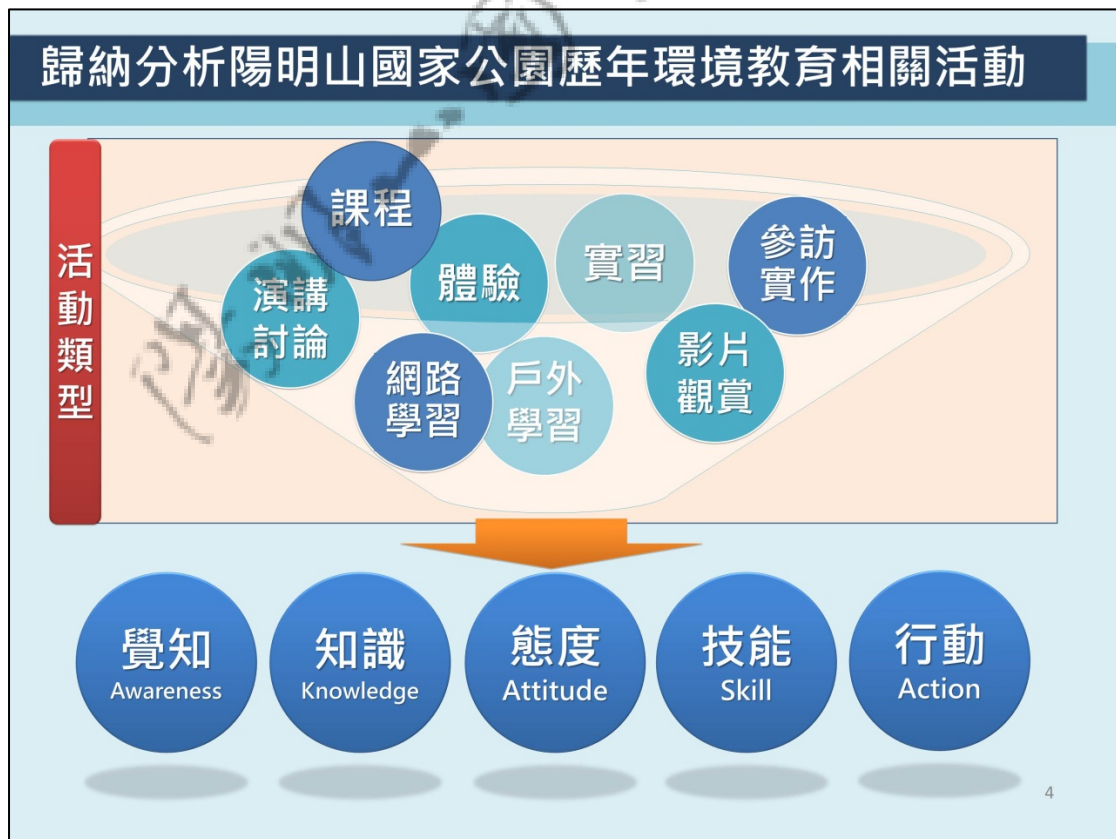 歸納分析陽明山國家公園歷年環境教育相關活動
活動類型
課程
演講
討論
體驗
實習
參訪
實作
網路
學習
戶外
學習
影片
觀賞
覺知
Awareness
知識
Knowledge
態度
Attitude
技能
Skill
行動
Action
4